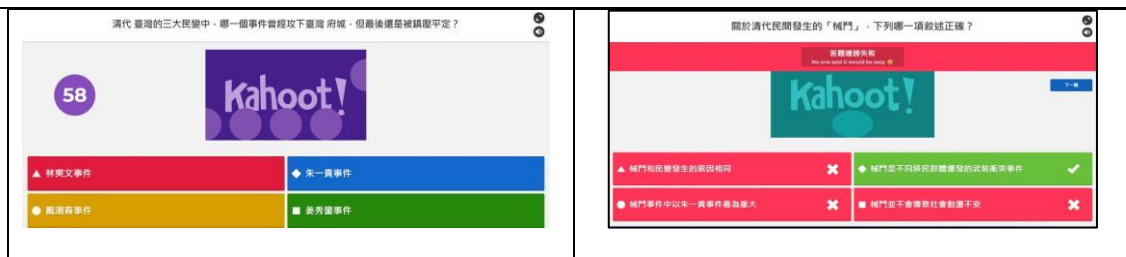 清代 臺灣的三大民變中,哪一個事件曾經攻下臺灣 府城,但最後還是被鎮壓平定?
58
Kahoot!
▲ 林爽文事件
◆ 朱一貴事件
● 戴潮春事件
■ 姜秀鑾事件
關於清代民間發生的「械鬥」,下列哪一項敘述正確?
答題連勝失敗
No one said it would be easy
Kahoot!
下一個
▲ 械鬥和民變發生的原因相同
◆ 械鬥是不同移民群體爆發的武裝衝突事件
● 械鬥事件中以朱一貴事件最為重大
■ 械鬥並不會導致社會動盪不安